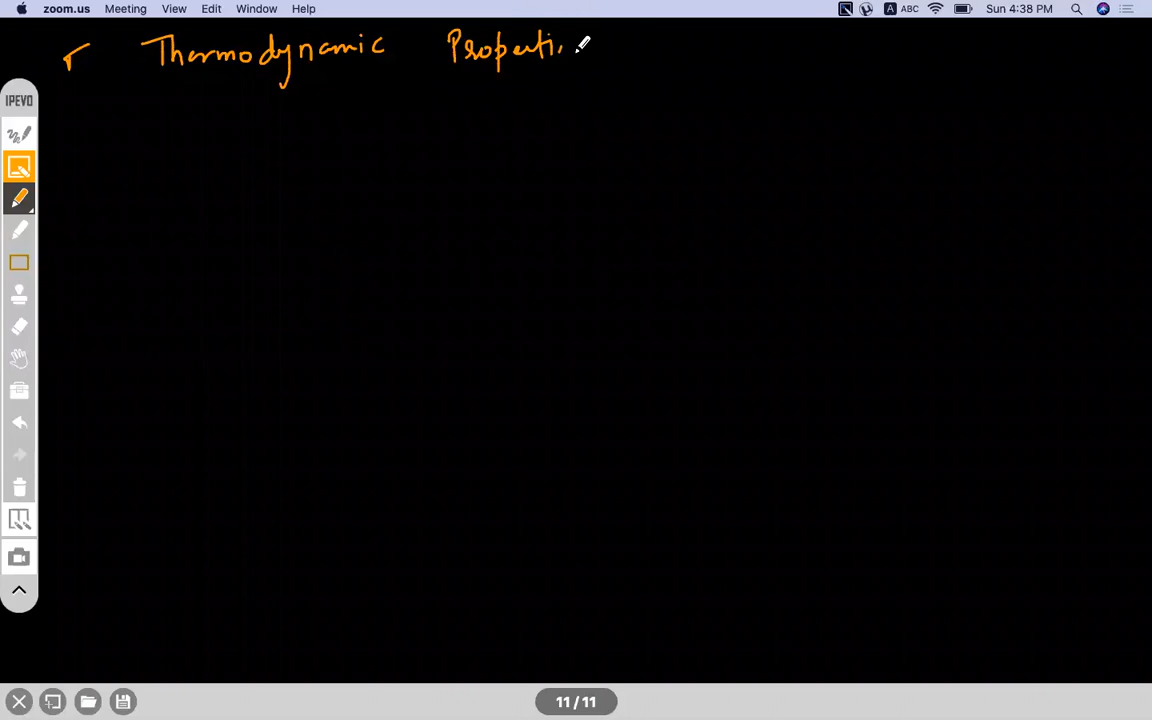 zoom.us Meeting View Edit Window Help A ABC Sun 4:38 PM
Thermodynamic Properti
IPEVO
11/11